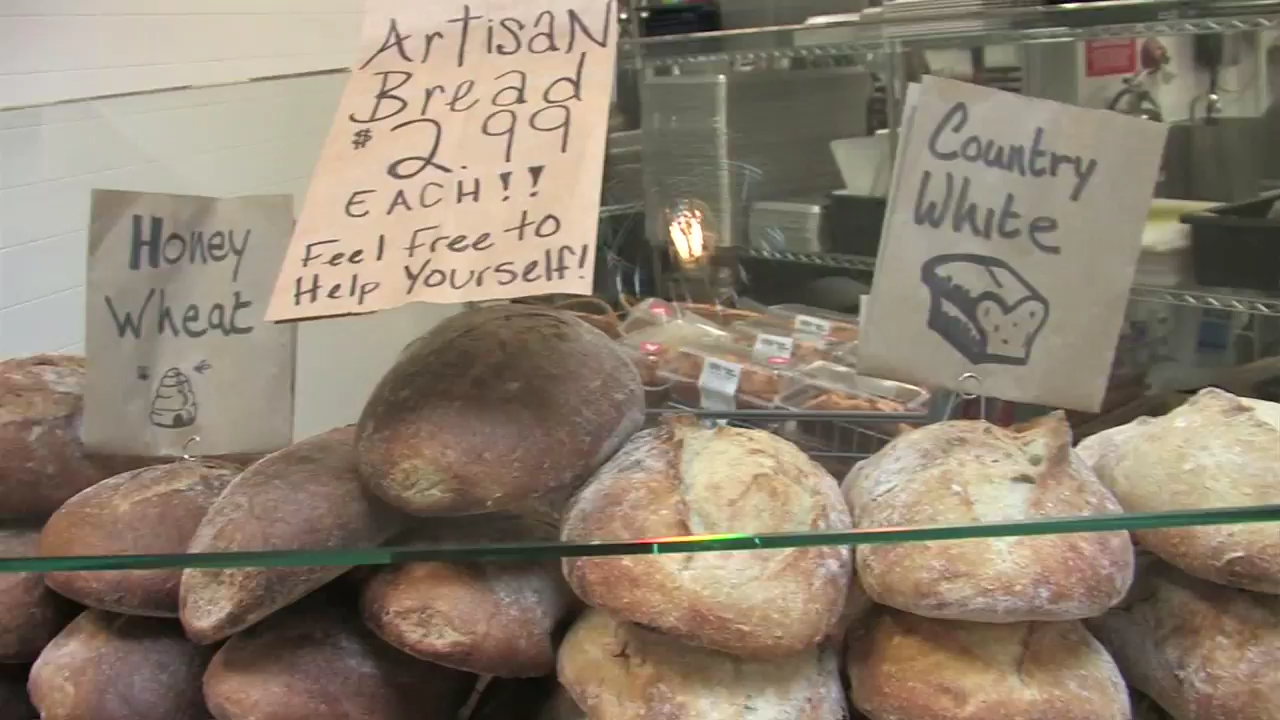 Artisan
Bread
$2.99
EACH!!
Feel Free to
Help Yourself!
Honey
Wheat
Country
White